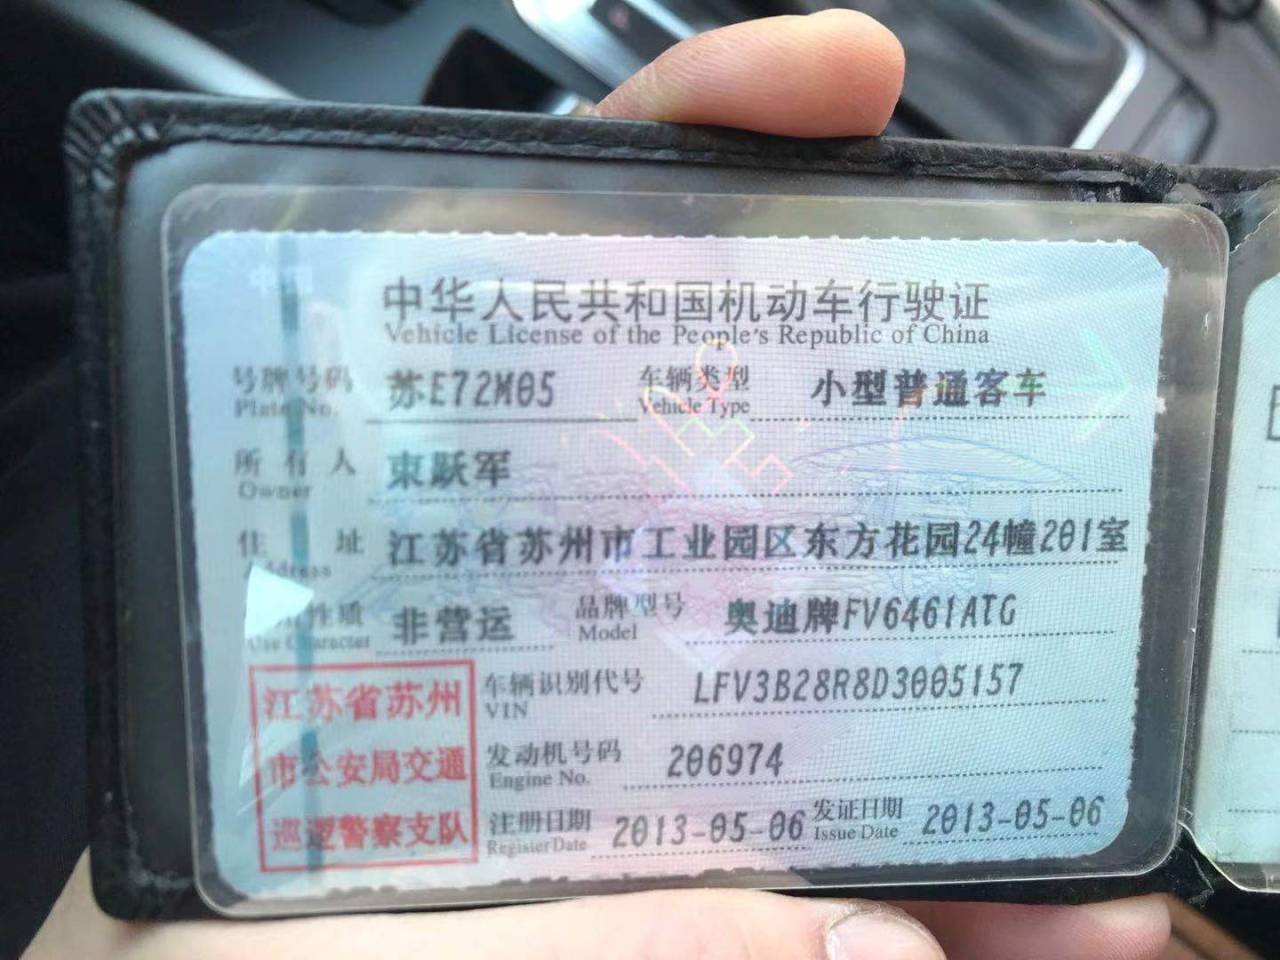 中华人民共和国机动车行驶证
Vehicle License of the People's Republic of China
号牌号码 苏E72M05 车辆类型 小型普通客车
Plate No. Vehicle Type
所有人 束跃军
Owner
住址 江苏省苏州市工业园区东方花园24幢201室
Address
性质 非营运 品牌型号 奥迪牌FV6461ATG
Use Character Model
江苏省苏州
市公安局交通
巡逻警察支队
车辆识别代号 LFV3B28R8D3005157
VIN
发动机号码 206974
Engine No.
注册日期 2013-05-06 发证日期 2013-05-06
Register Date Issue Date